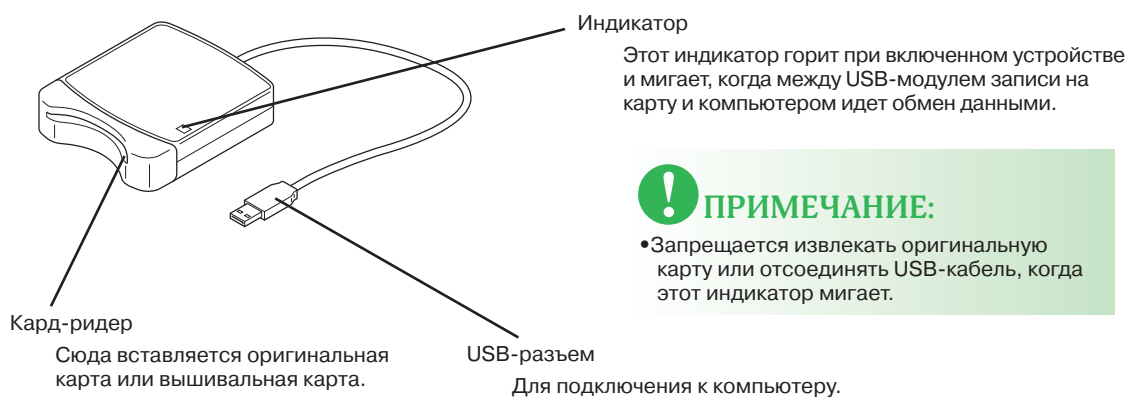 Индикатор
Этот индикатор горит при включенном устройстве
и мигает, когда между USB-модулем записи на
карту и компьютером идет обмен данными.
ПРИМЕЧАНИЕ:
•Запрещается извлекать оригинальную
карту или отсоединять USB-кабель, когда
этот индикатор мигает.
Кард-ридер
Сюда вставляется оригинальная
карта или вышивальная карта.
USB-разъем
Для подключения к компьютеру.